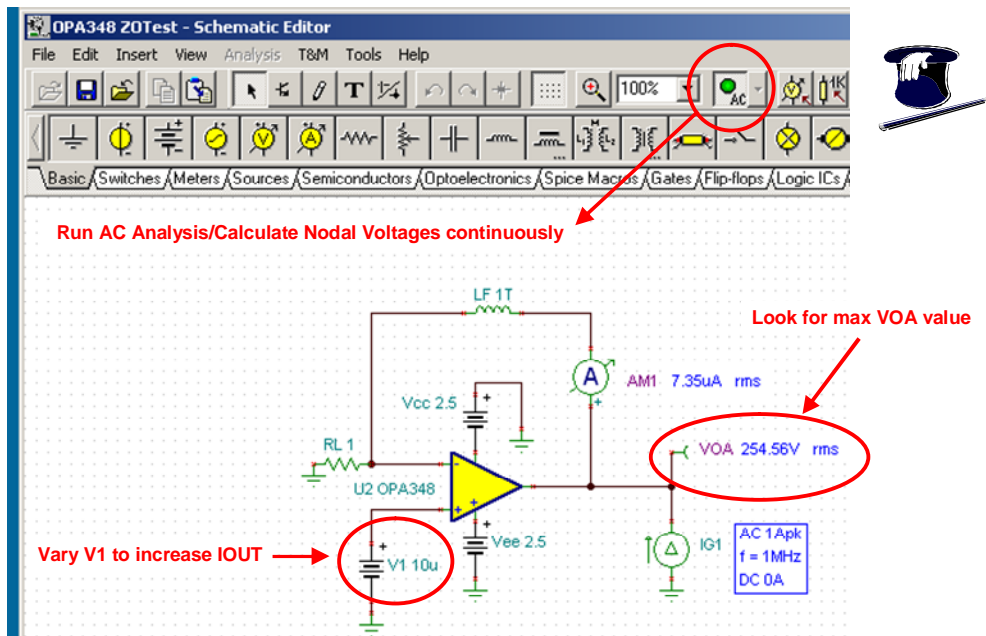 OPA348 ZOTest - Schematic Editor
File Edit Insert View Analysis T&M Tools Help
T
100%
AC
1K
Basic Switches Meters Sources Semiconductors Optoelectronics Spice Macros Gates Flip-flops Logic ICs
Run AC Analysis/Calculate Nodal Voltages continuously
LF 1T
Look for max VOA value
A
AM1 7.35uA rms
+
Vcc 2.5
+
VOA 254.56V rms
RL 1
-
U2 OPA348
+
+
+
Vee 2.5
Vary V1 to increase IOUT
+
V1 10u
IG1
AC 1Apk
f = 1MHz
DC 0A